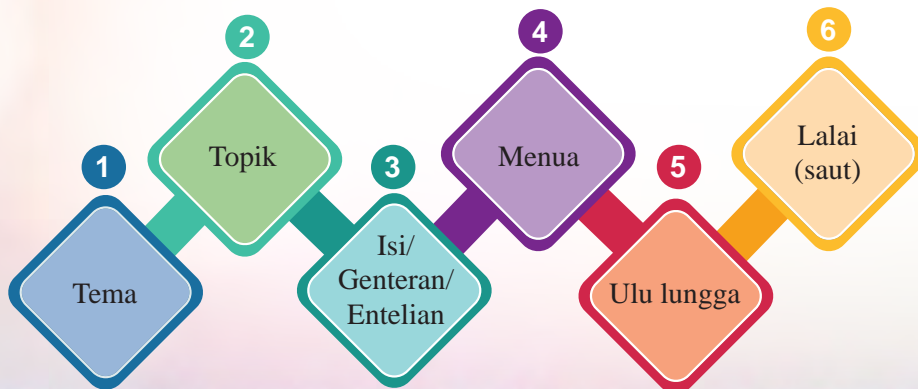 1
Tema
2
Topik
3
Isi/
Genteran/
Entelian
4
Menua
5
Ulu lungga
6
Lalai
(saut)